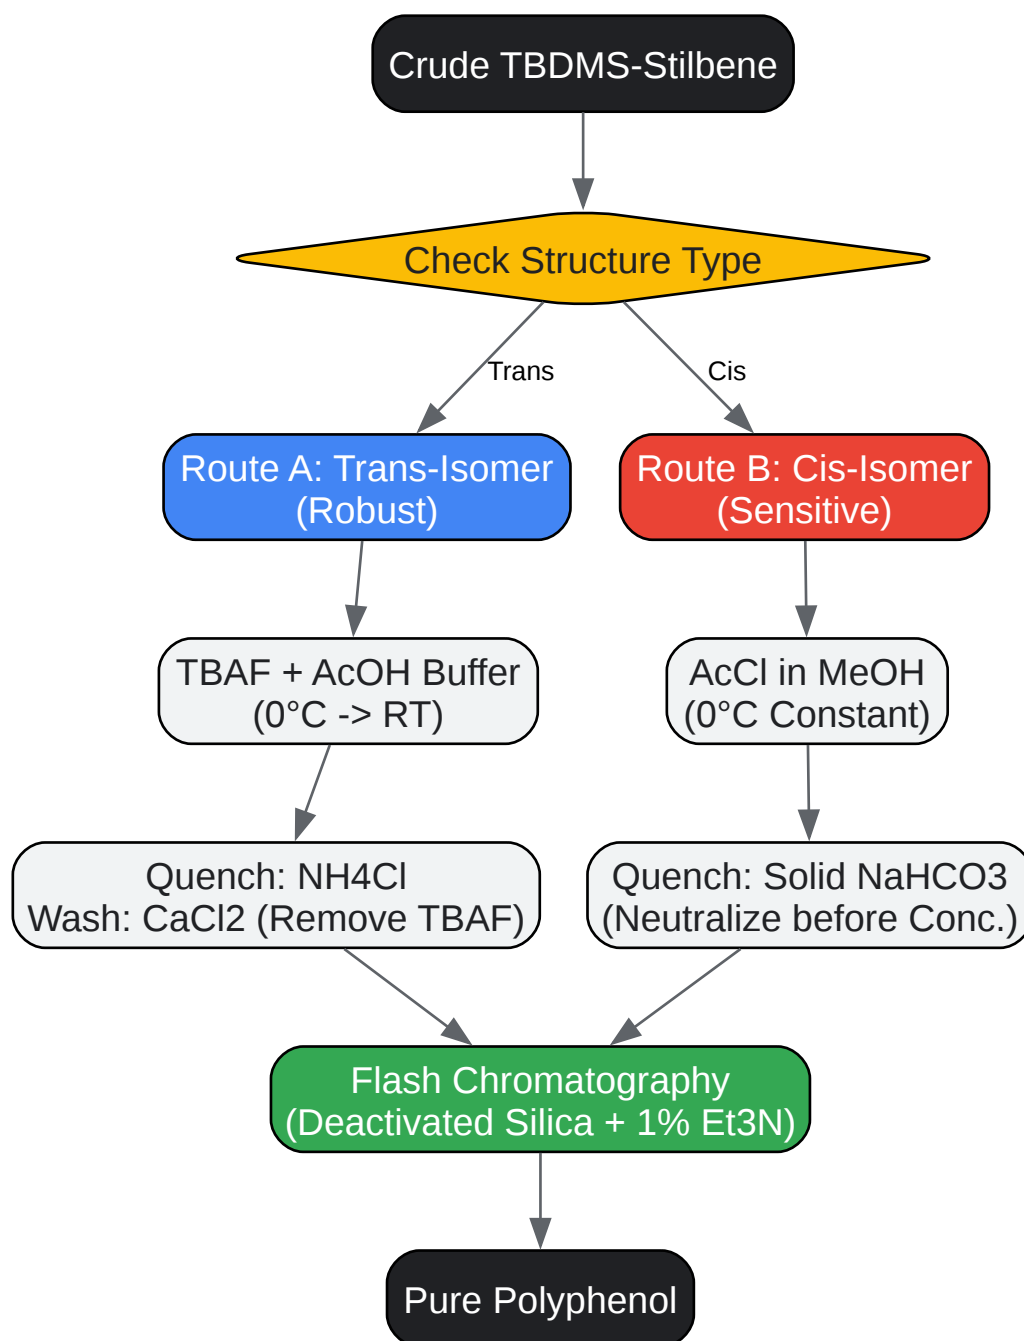 Crude TBDMS-Stilbene
Check Structure Type
Trans
Cis
Route A: Trans-Isomer
(Robust)
Route B: Cis-Isomer
(Sensitive)
TBAF + AcOH Buffer
(0°C -> RT)
AcCl in MeOH
(0°C Constant)
Quench: NH4Cl
Wash: CaCl2 (Remove TBAF)
Quench: Solid NaHCO3
(Neutralize before Conc.)
Flash Chromatography
(Deactivated Silica + 1% Et3N)
Pure Polyphenol